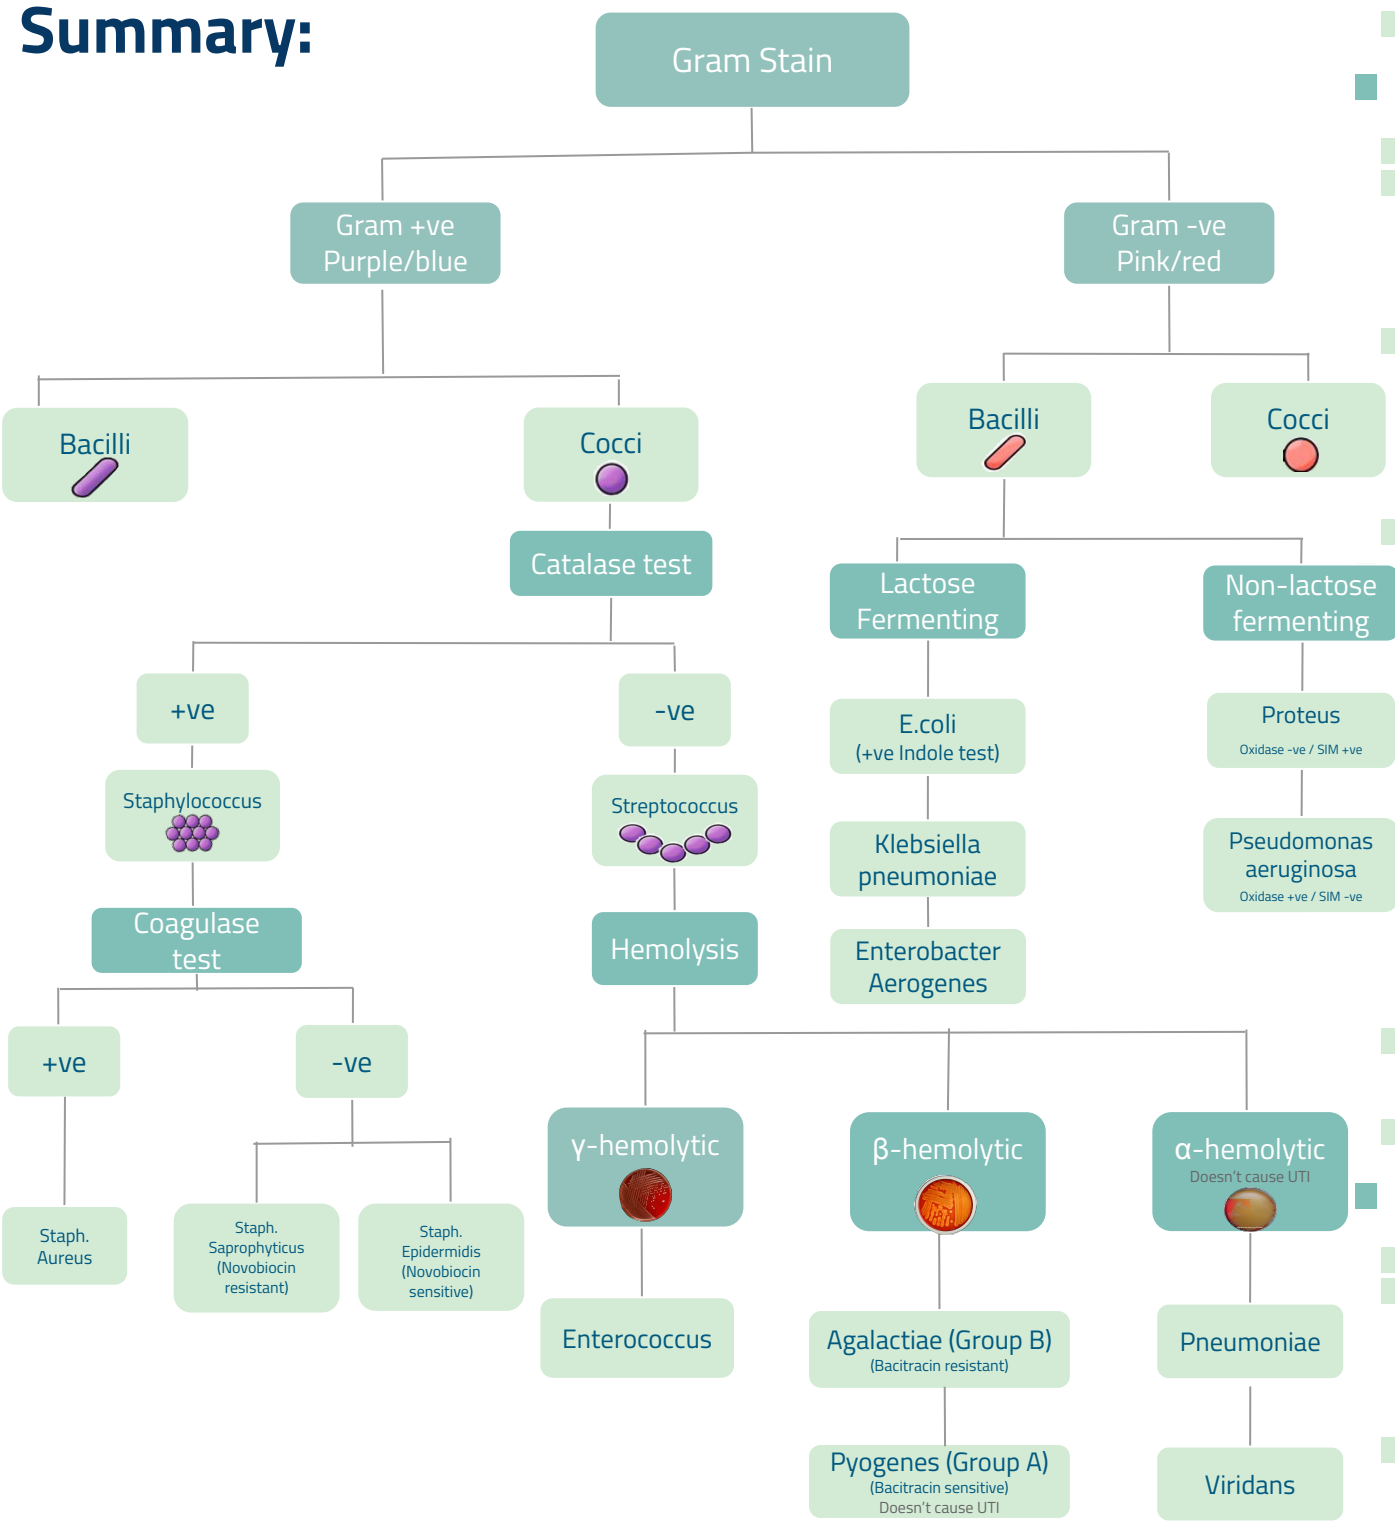 Summary:
Gram Stain
Gram +ve
Purple/blue
Gram -ve
Pink/red
Bacilli
Cocci
Bacilli
Cocci
Catalase test
Lactose
Fermenting
Non-lactose
fermenting
+ve
-ve
E.coli
(+ve Indole test)
Proteus
Oxidase -ve / SIM +ve
Staphylococcus
Streptococcus
Klebsiella
pneumoniae
Pseudomonas
aeruginosa
Oxidase +ve / SIM -ve
Coagulase
test
Hemolysis
Enterobacter
Aerogenes
+ve
-ve
γ-hemolytic
β-hemolytic
α-hemolytic
Doesn't cause UTI
Staph.
Aureus
Staph.
Saprophyticus
(Novobiocin
resistant)
Staph.
Epidermidis
(Novobiocin
sensitive)
Enterococcus
Agalactiae (Group B)
(Bacitracin resistant)
Pneumoniae
Pyogenes (Group A)
(Bacitracin sensitive)
Doesn't cause UTI
Viridans